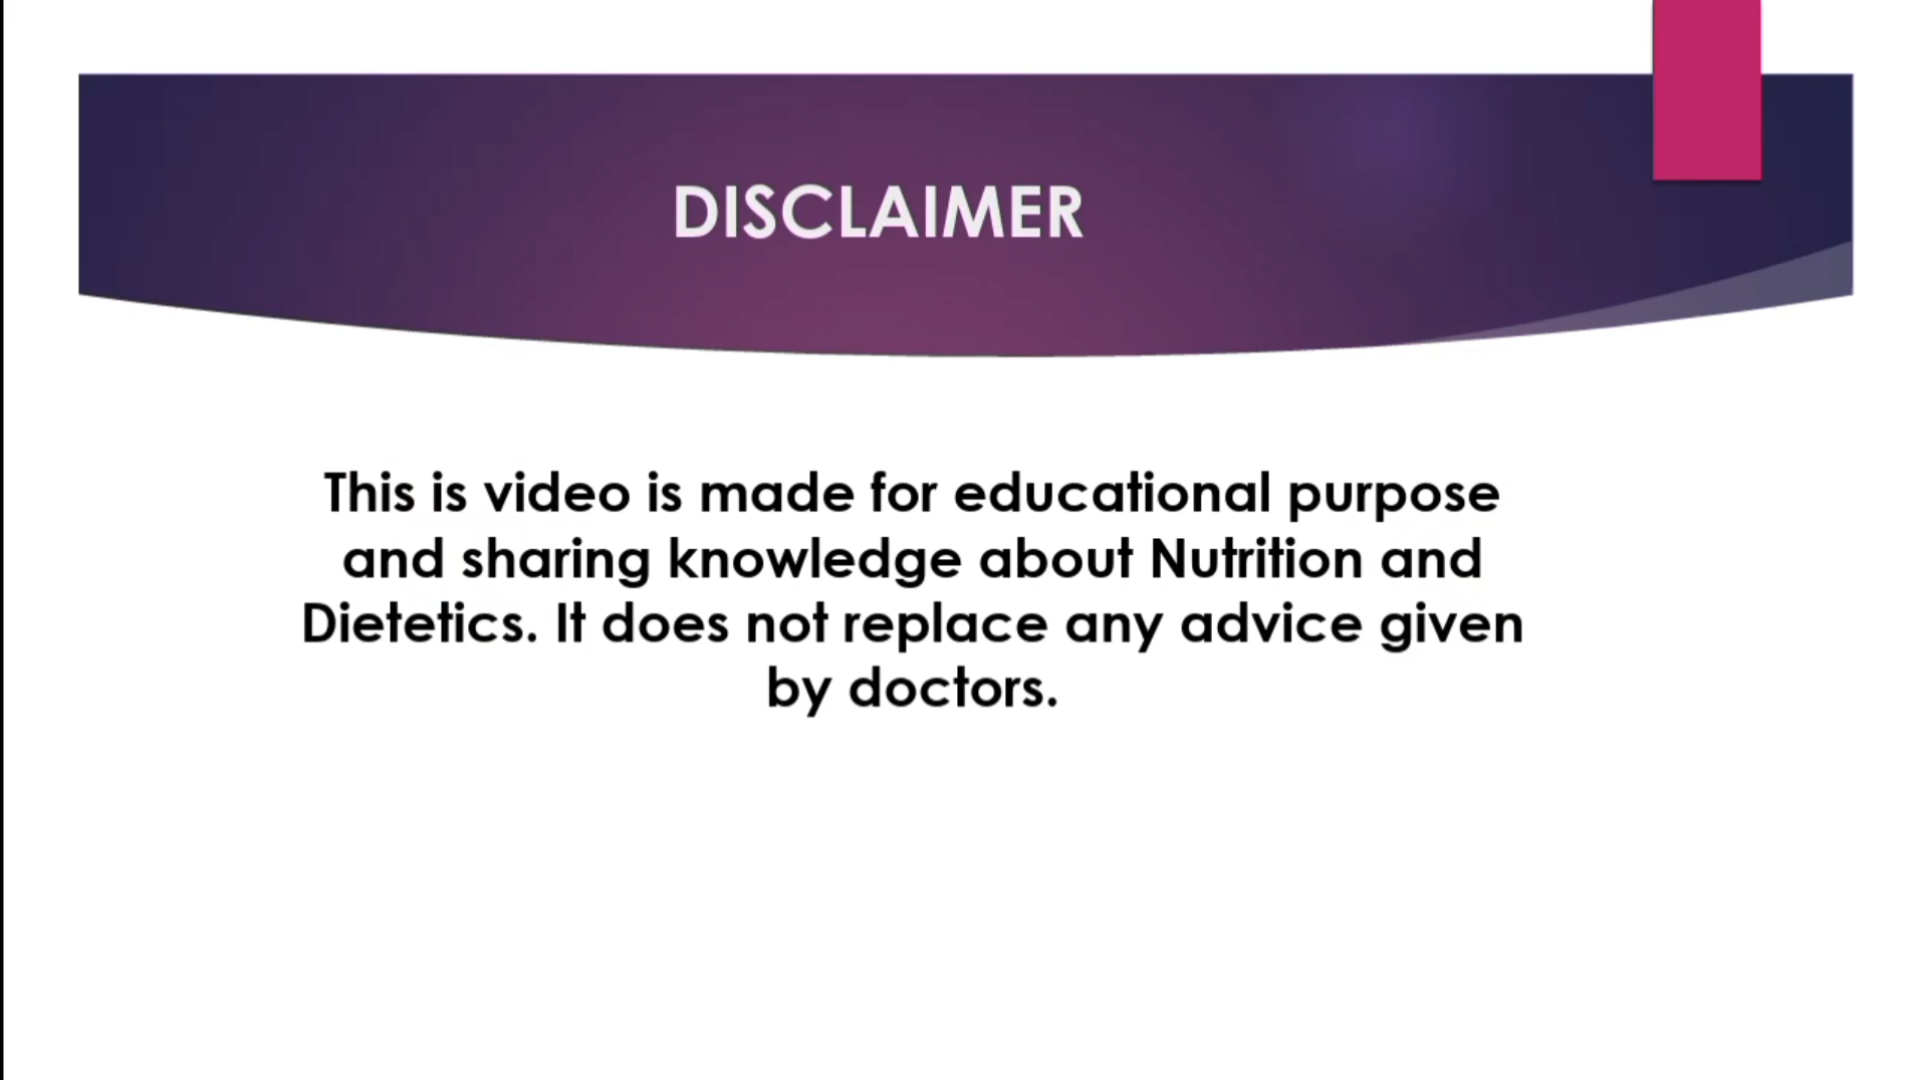 DISCLAIMER
This is video is made for educational purpose
and sharing knowledge about Nutrition and
Dietetics. It does not replace any advice given
by doctors.